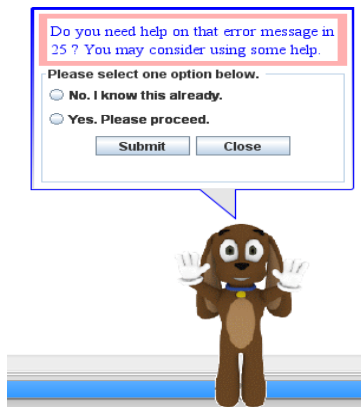 Do you need help on that error message in
25 ? You may consider using some help.
Please select one option below.
No. I know this already.
Yes. Please proceed.
Submit Close